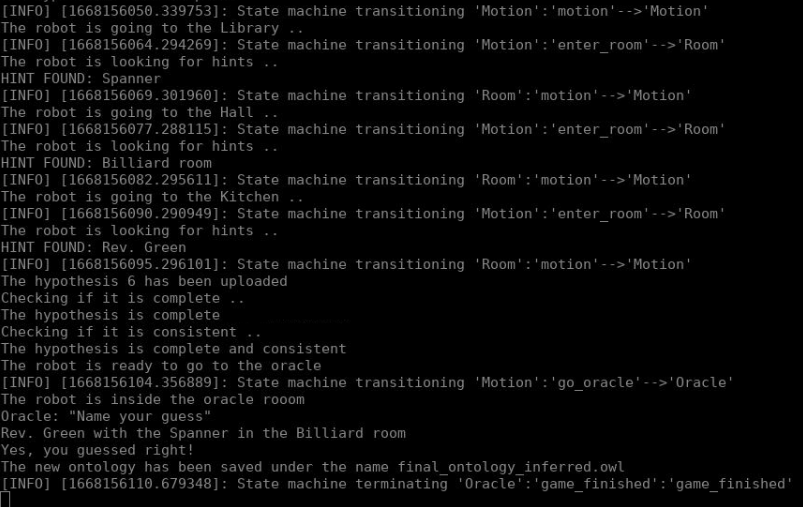 [INFO] [1668156050.339753]: State machine transitioning 'Motion':'motion'-->'Motion'
The robot is going to the Library ..
[INFO] [1668156064.294269]: State machine transitioning 'Motion':'enter_room'-->'Room'
The robot is looking for hints ..
HINT FOUND: Spanner
[INFO] [1668156069.301960]: State machine transitioning 'Room':'motion'-->'Motion'
The robot is going to the Hall ..
[INFO] [1668156077.288115]: State machine transitioning 'Motion':'enter_room'-->'Room'
The robot is looking for hints ..
HINT FOUND: Billiard room
[INFO] [1668156082.295611]: State machine transitioning 'Room':'motion'-->'Motion'
The robot is going to the Kitchen ..
[INFO] [1668156090.290949]: State machine transitioning 'Motion':'enter_room'-->'Room'
The robot is looking for hints ..
HINT FOUND: Rev. Green
[INFO] [1668156095.296101]: State machine transitioning 'Room':'motion'-->'Motion'
The hypothesis 6 has been uploaded
Checking if it is complete ..
The hypothesis is complete
Checking if it is consistent ..
The hypothesis is complete and consistent
The robot is ready to go to the oracle
[INFO] [1668156104.356889]: State machine transitioning 'Motion':'go_oracle'-->'Oracle'
The robot is inside the oracle rooom
Oracle: "Name your guess"
Rev. Green with the Spanner in the Billiard room
Yes, you guessed right!
The new ontology has been saved under the name final_ontology_inferred.owl
[INFO] [1668156110.679348]: State machine terminating 'Oracle':'game_finished':'game_finished'